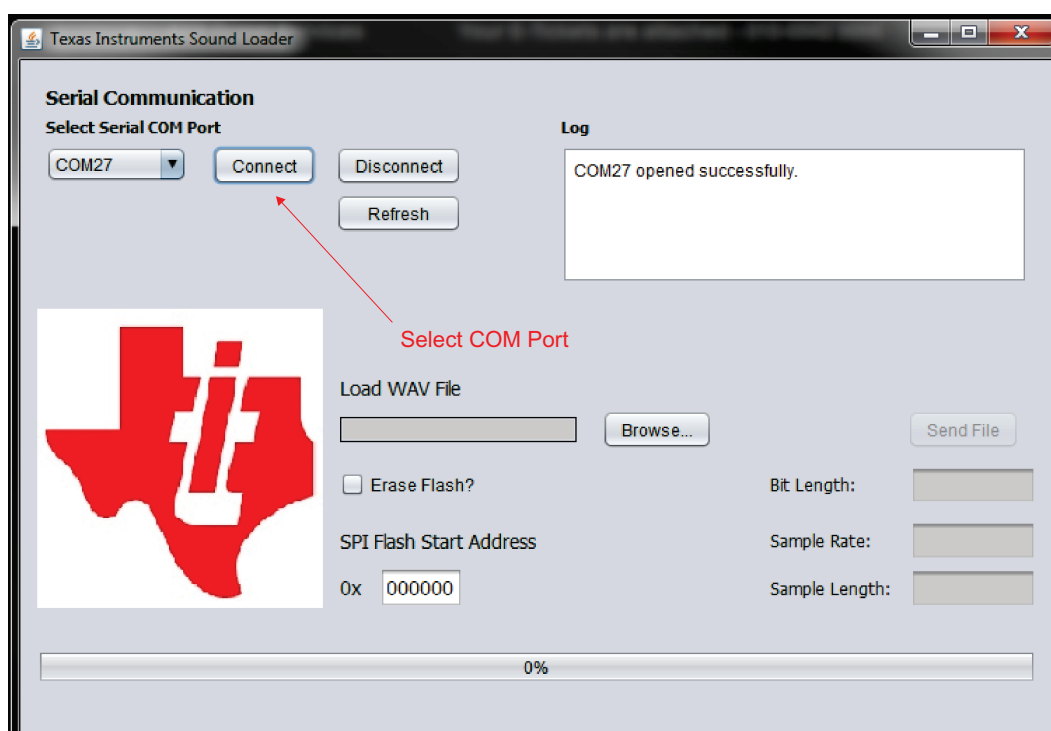 Texas Instruments Sound Loader
Serial Communication
Select Serial COM Port
Log
COM27
Connect
Disconnect
COM27 opened successfully.
Refresh
Select COM Port
ti
Load WAV File
Browse...
Send File
Erase Flash?
Bit Length:
SPI Flash Start Address
Sample Rate:
0x
000000
Sample Length:
0%